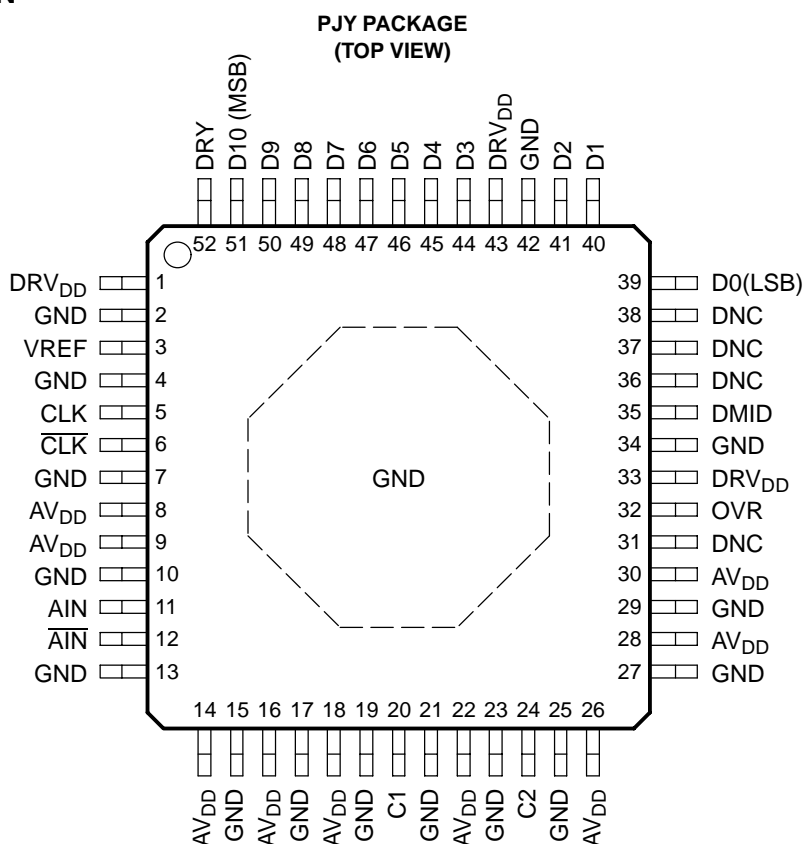 N
PJY PACKAGE
(TOP VIEW)
DRY D10 (MSB) D9 D8 D7 D6 D5 D4 D3 DRVDD GND D2 D1
52 51 50 49 48 47 46 45 44 43 42 41 40
DRVDD 1 39 D0(LSB)
GND 2 38 DNC
VREF 3 37 DNC
GND 4 36 DNC
CLK 5 35 DMID
CLK 6 34 GND
GND 7 GND 33 DRVDD
AVDD 8 32 OVR
AVDD 9 31 DNC
GND 10 30 AVDD
AIN 11 29 GND
AIN 12 28 AVDD
GND 13 27 GND
14 15 16 17 18 19 20 21 22 23 24 25 26
AVDD GND AVDD GND AVDD GND C1 GND AVDD GND C2 GND AVDD